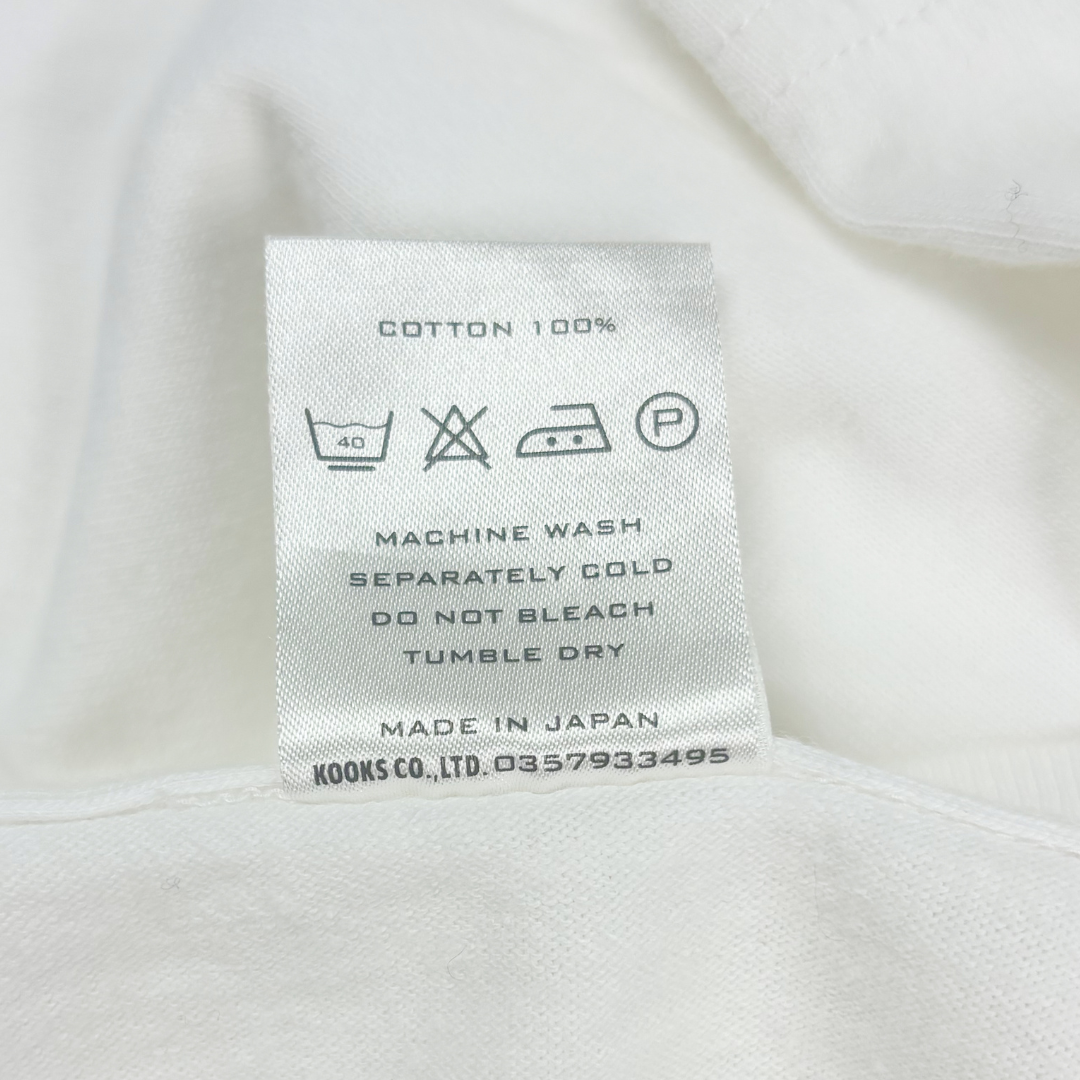 COTTON 100%
40
P
MACHINE WASH
SEPARATELY COLD
DO NOT BLEACH
TUMBLE DRY
MADE IN JAPAN
KOOKS CO.,LTD. 0357933495